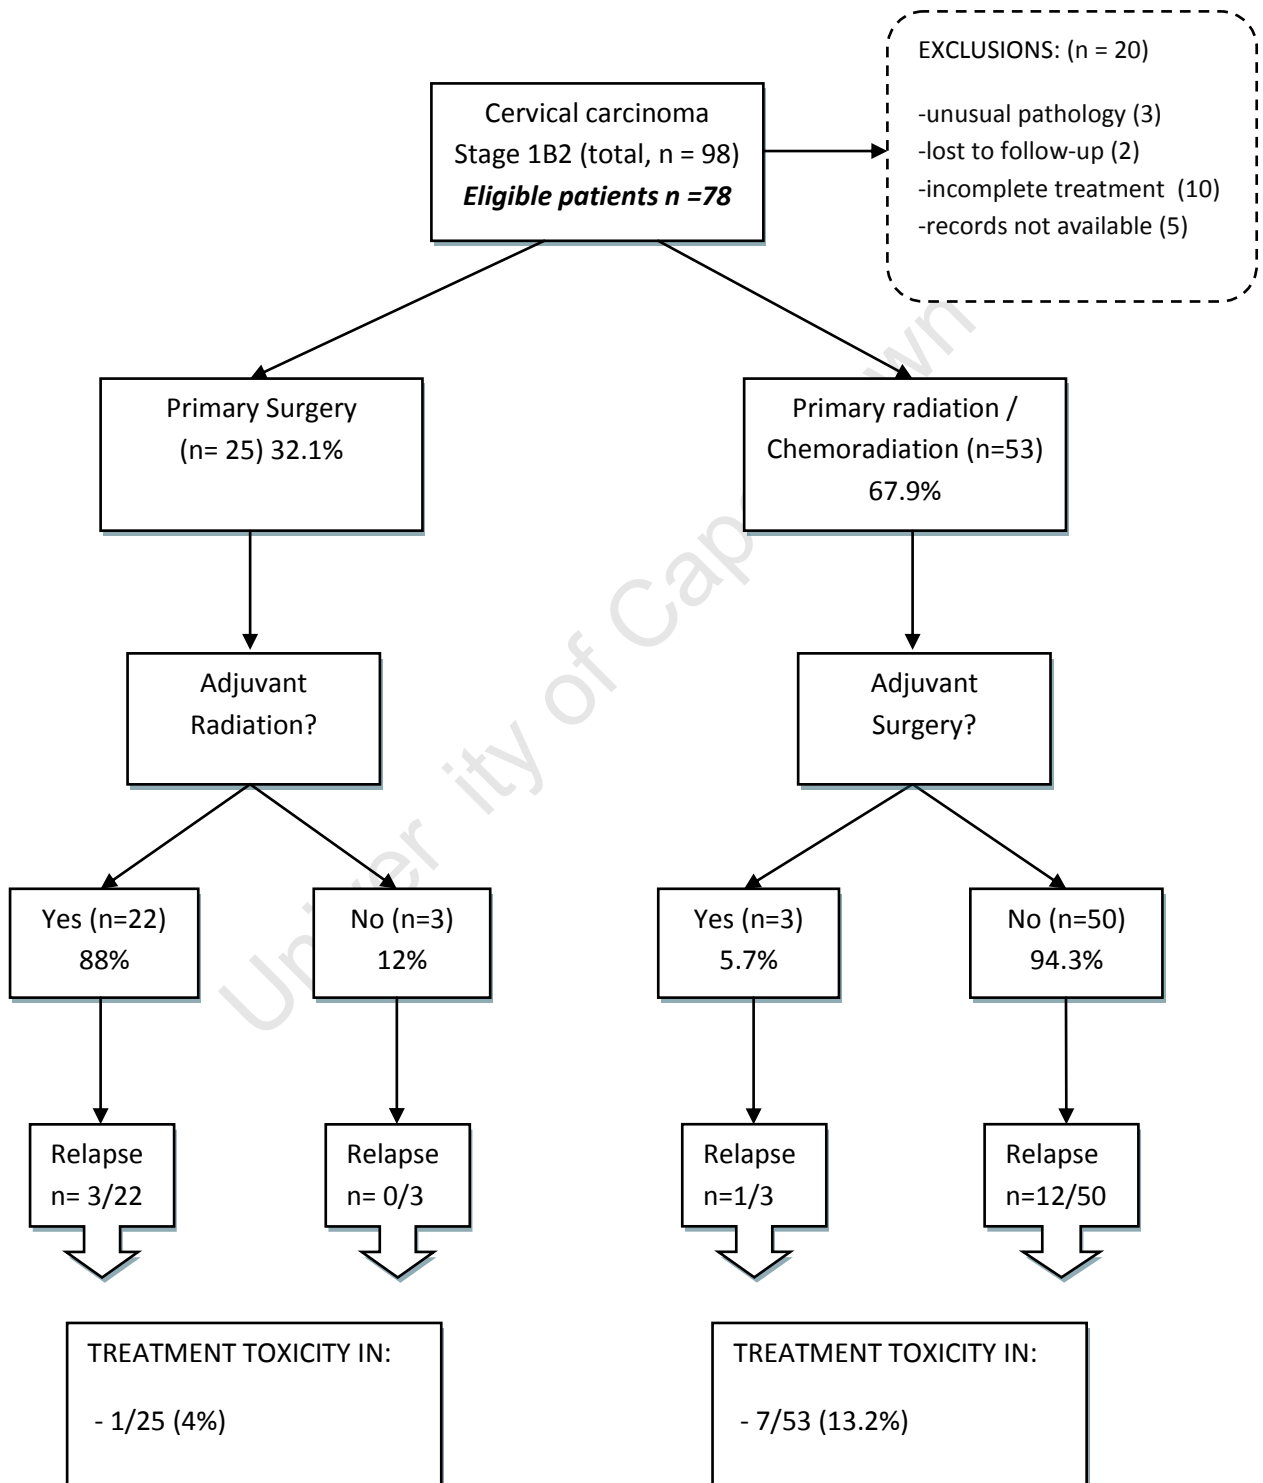 EXCLUSIONS: (n = 20)
-unusual pathology (3)
-lost to follow-up (2)
-incomplete treatment (10)
-records not available (5)
Cervical carcinoma
Stage 1B2 (total, n = 98)
Eligible patients n =78
Primary Surgery
(n= 25) 32.1%
Primary radiation /
Chemoradiation (n=53)
67.9%
Adjuvant
Radiation?
Adjuvant
Surgery?
Yes (n=22)
88%
No (n=3)
12%
Yes (n=3)
5.7%
No (n=50)
94.3%
Relapse
n= 3/22
Relapse
n= 0/3
Relapse
n=1/3
Relapse
n=12/50
TREATMENT TOXICITY IN:
- 1/25 (4%)
TREATMENT TOXICITY IN:
- 7/53 (13.2%)